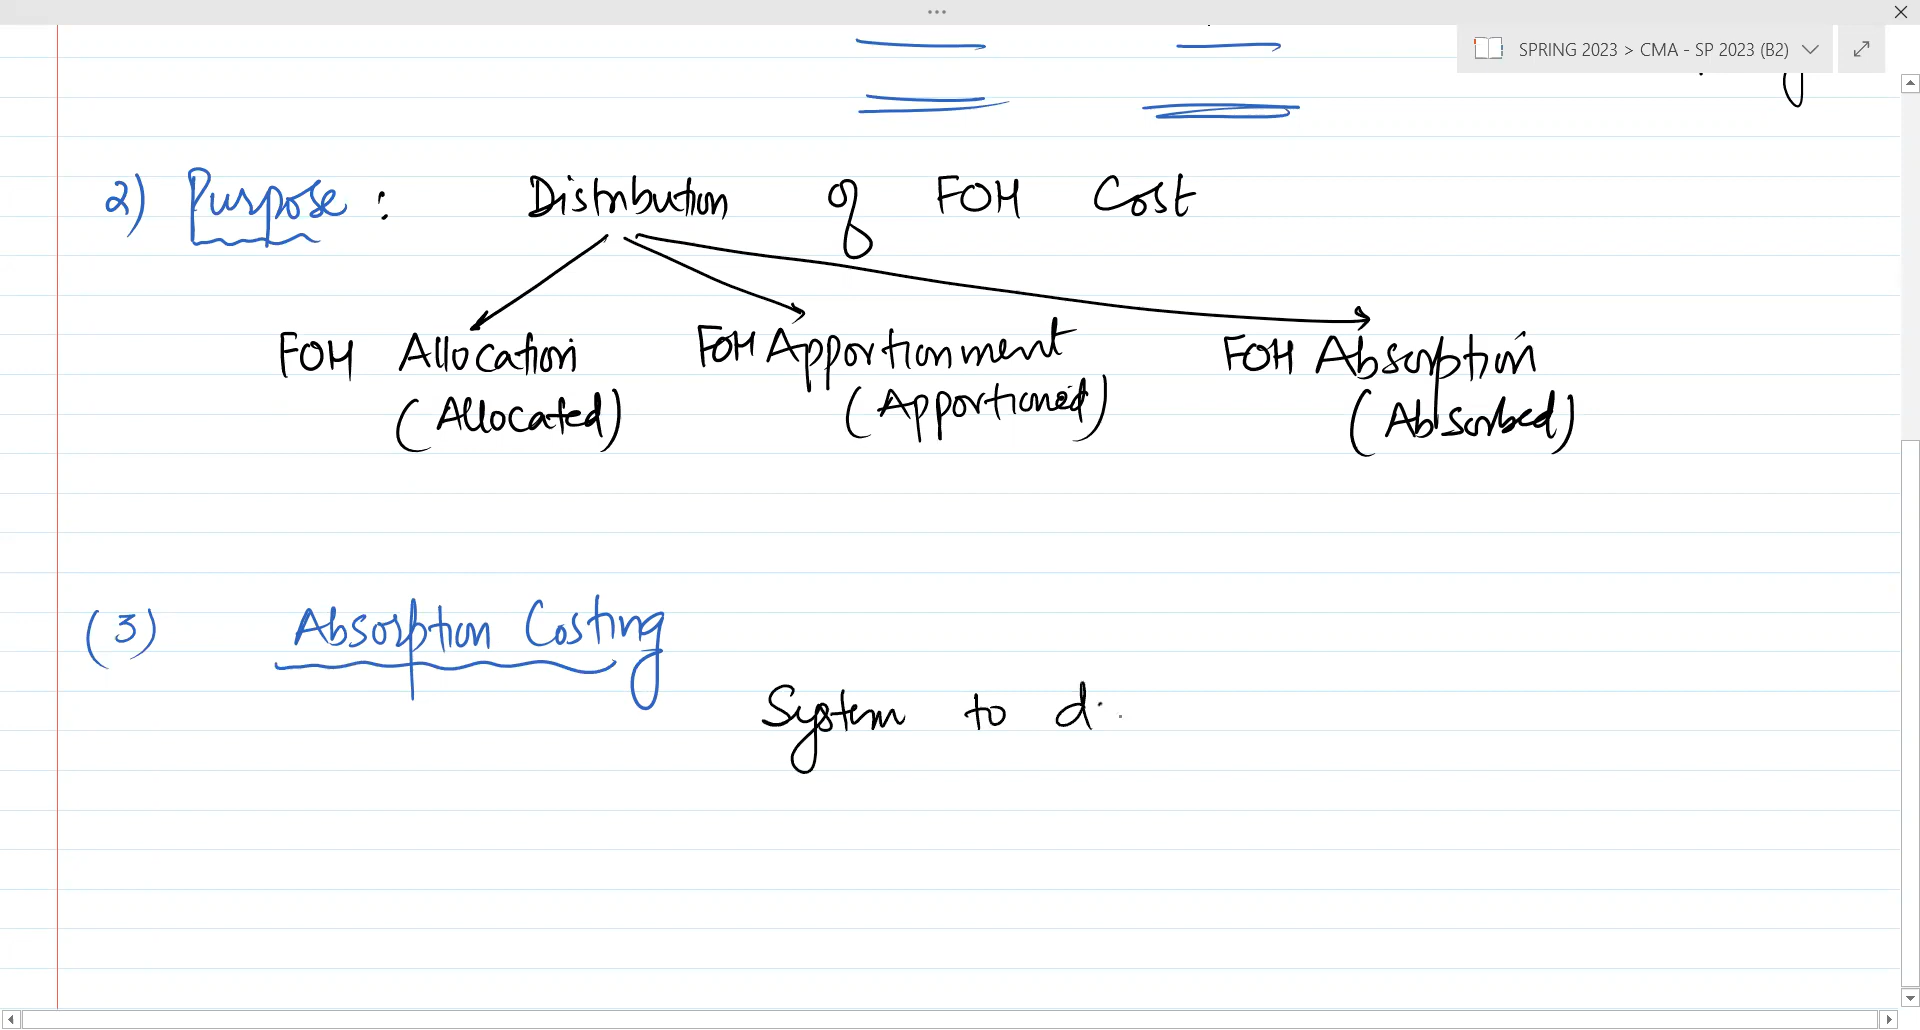 SPRING 2023 > CMA - SP 2023 (B2)
2) Purpose : Distribution of FOH Cost
FOH Allocation FOH Apportionment FOH Absorption
(Allocated) (Apportioned) (Absorbed)
(3) Absorption Costing
System to d